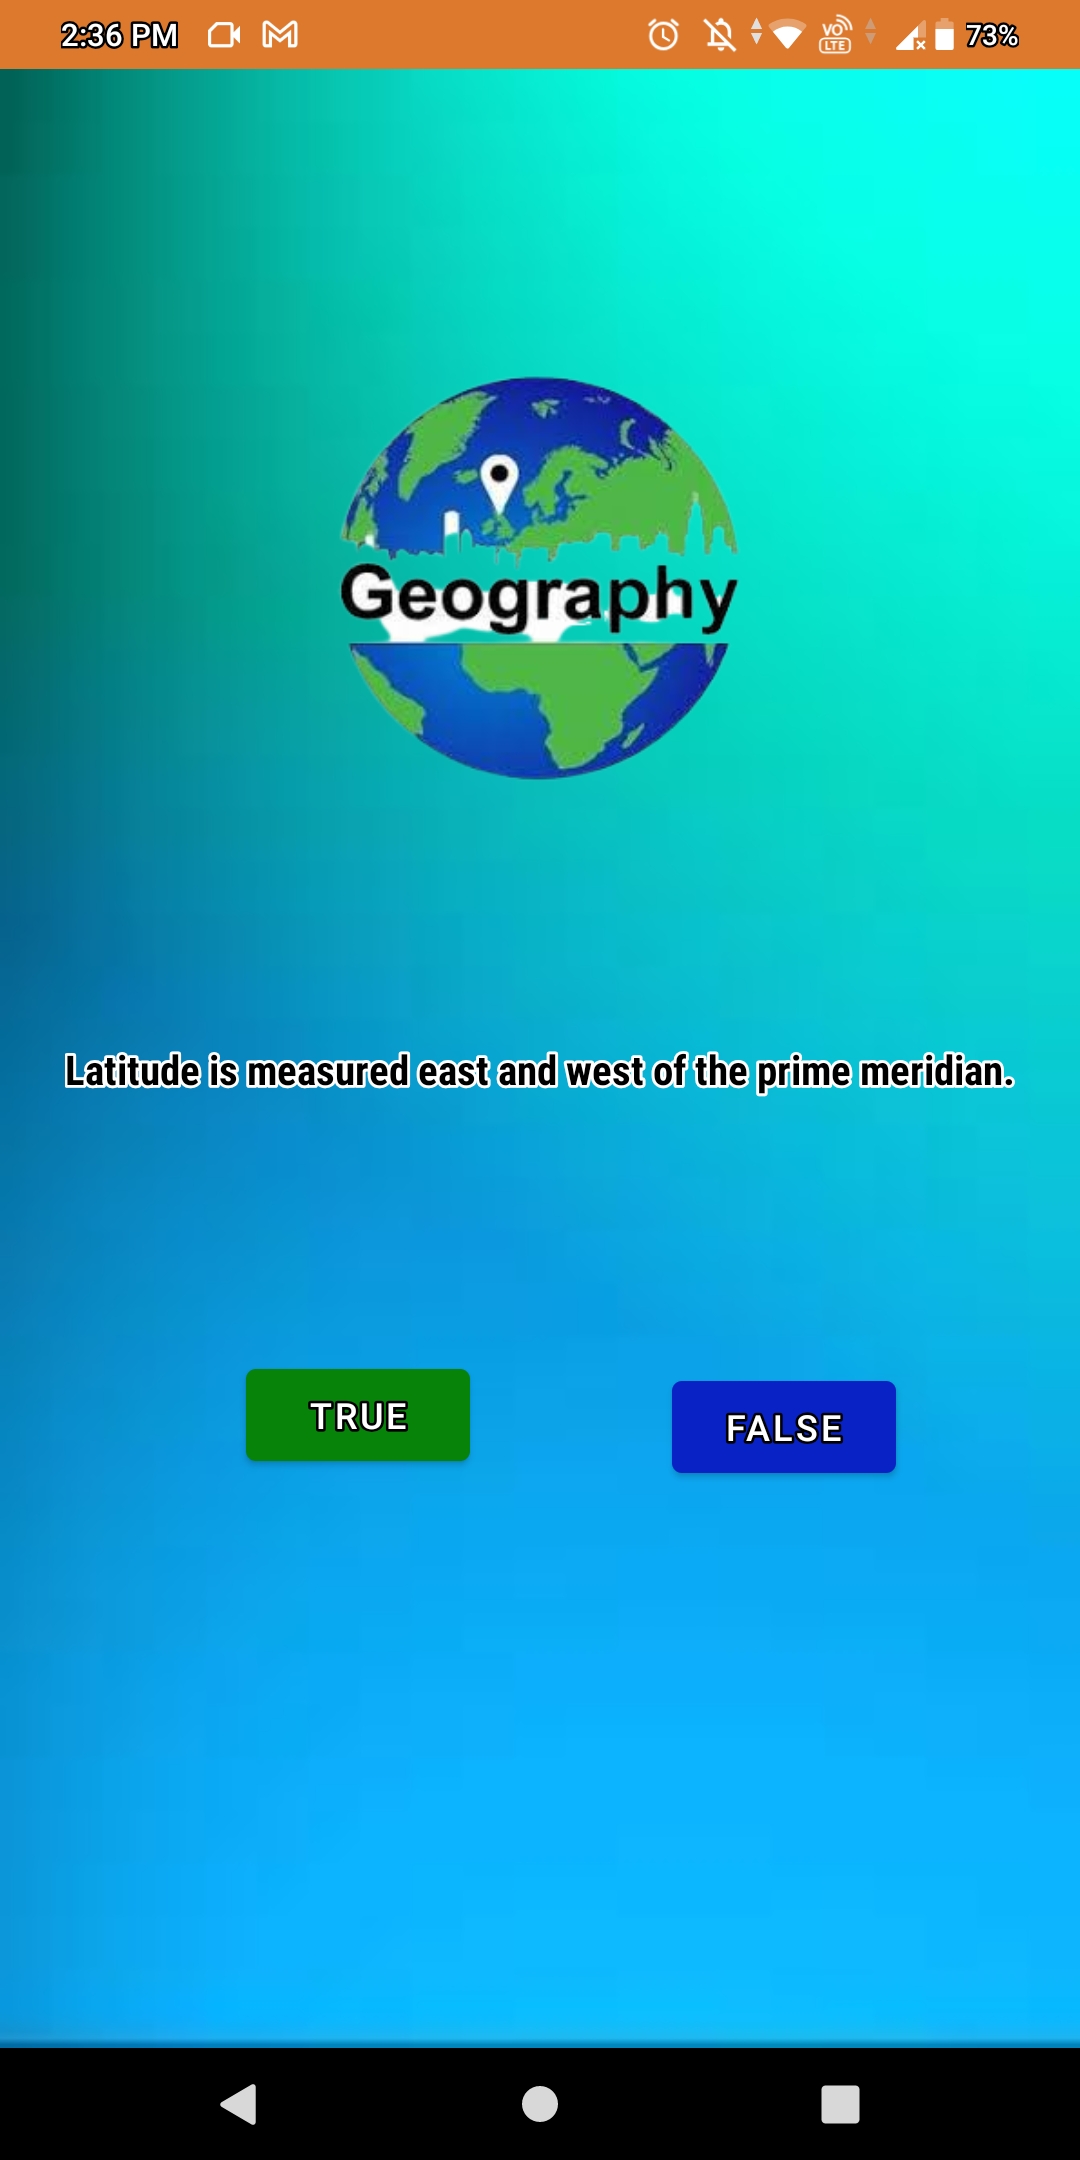 2:36 PM
VO
LTE
73%
Geography
Latitude is measured east and west of the prime meridian.
TRUE
FALSE